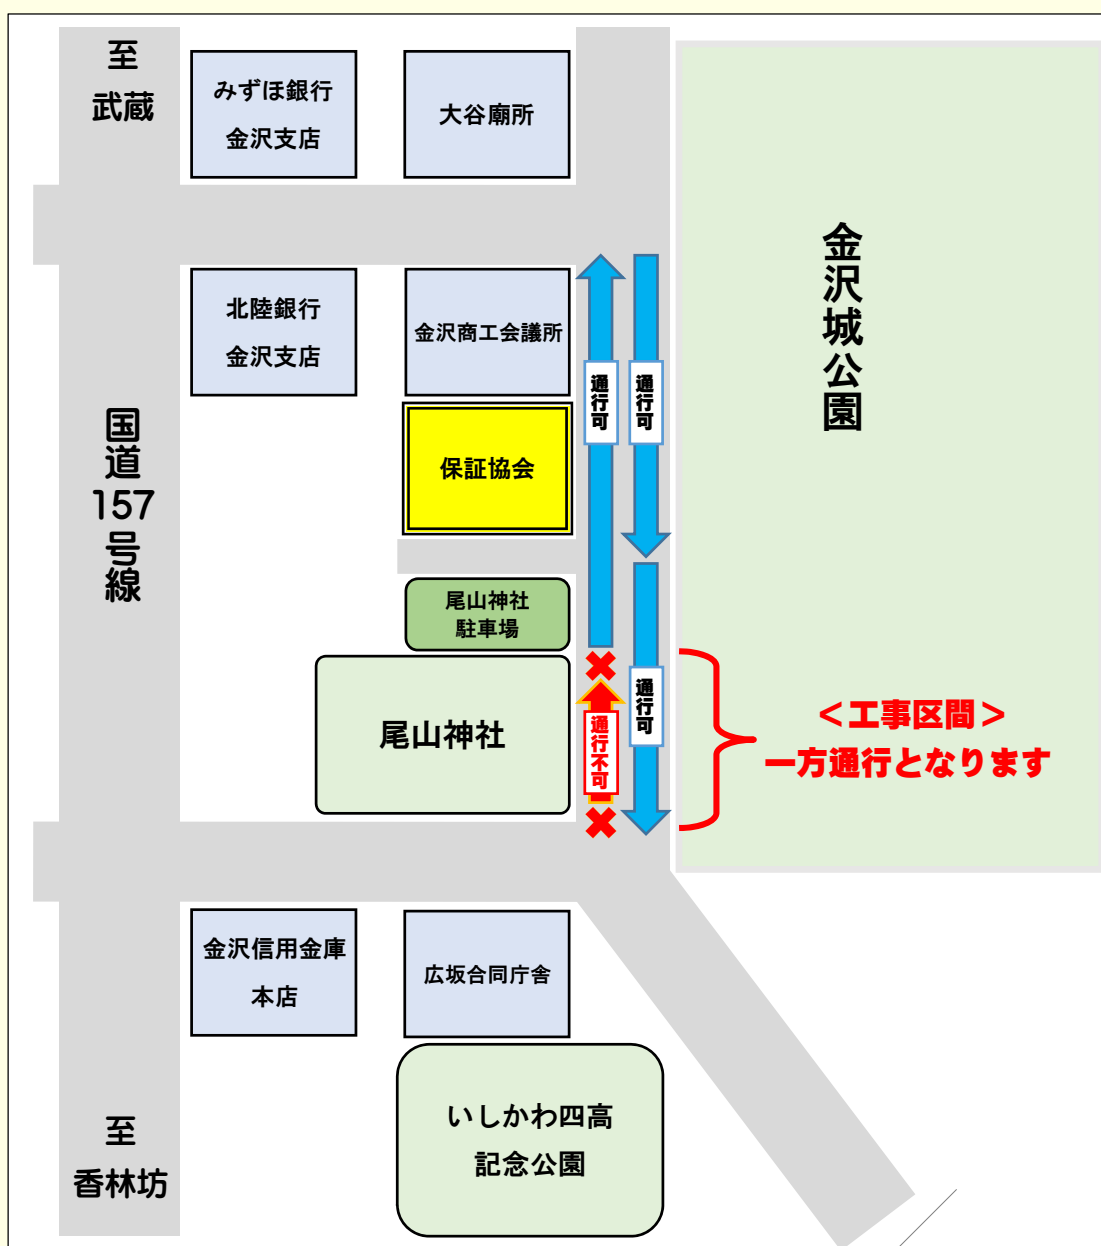 至
武蔵
みずほ銀行
金沢支店
大谷廟所
金沢城公園
北陸銀行
金沢支店
金沢商工会議所
通行可
通行可
国道157号線
保証協会
尾山神社
駐車場
尾山神社
通行不可
通行可
＜工事区間＞
一方通行となります
金沢信用金庫
本店
広坂合同庁舎
いしかわ四高
記念公園
至
香林坊